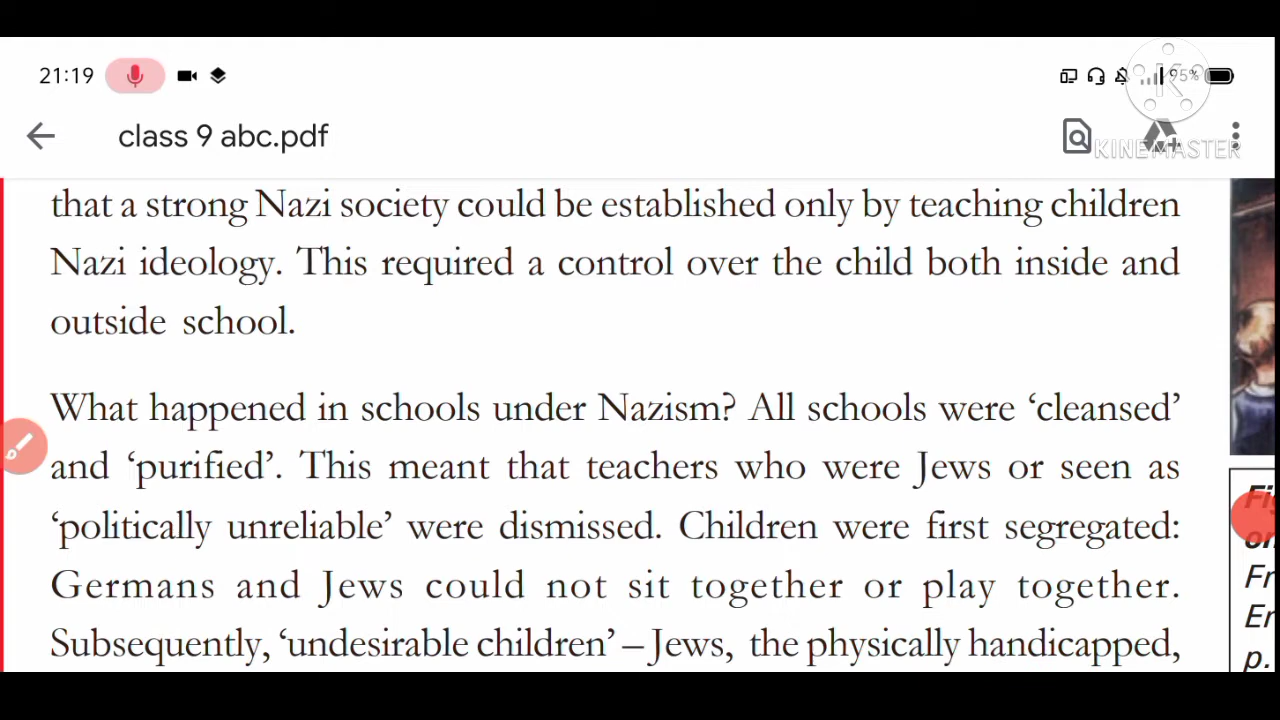 21:19
95%
class 9 abc.pdf
KINEMASTER
that a strong Nazi society could be established only by teaching children
Nazi ideology. This required a control over the child both inside and
outside school.
What happened in schools under Nazism? All schools were ‘cleansed’
and ‘purified’. This meant that teachers who were Jews or seen as
‘politically unreliable’ were dismissed. Children were first segregated:
Germans and Jews could not sit together or play together.
Subsequently, ‘undesirable children’ – Jews, the physically handicapped,
Fr
Er
p.